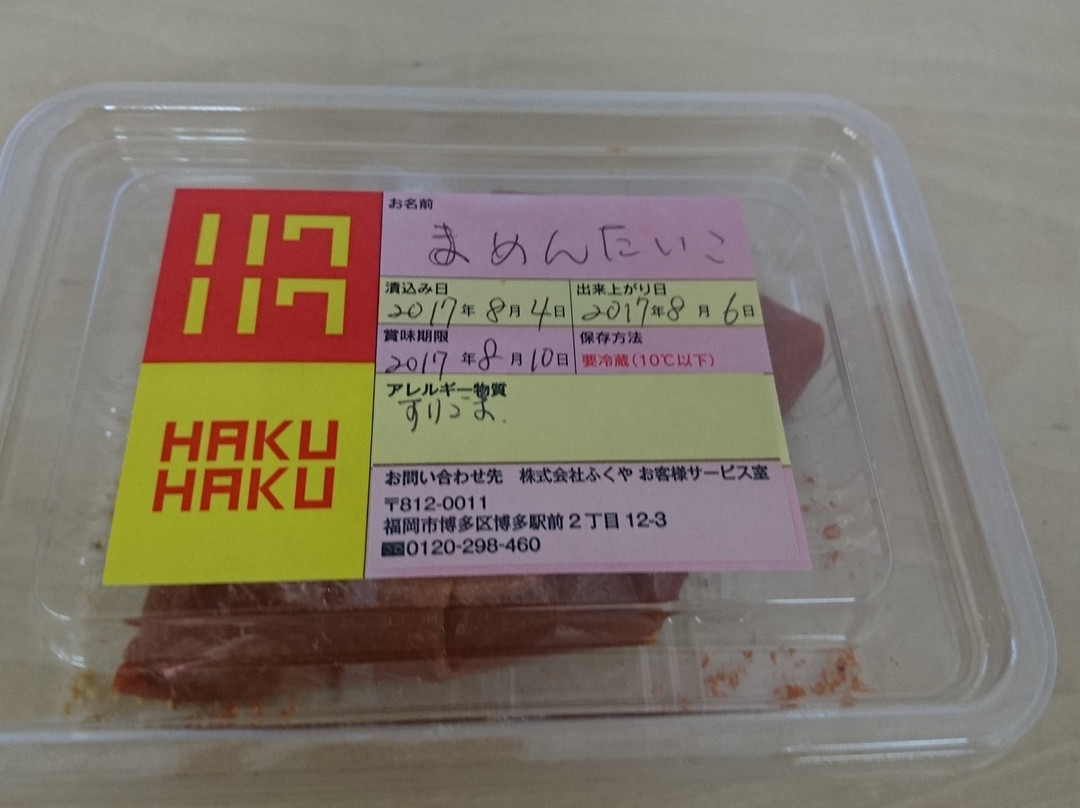 ハク
ハク
HAKU
HAKU
お名前
まめんたいこ
漬込み日
2017年8月4日
出来上がり日
2017年8月6日
賞味期限
2017年8月10日
保存方法
要冷蔵(10℃以下)
アレルギー物質
すりごま.
お問い合わせ先 株式会社ふくや お客様サービス室
〒812-0011
福岡市博多区博多駅前2丁目12-3
0120-298-460